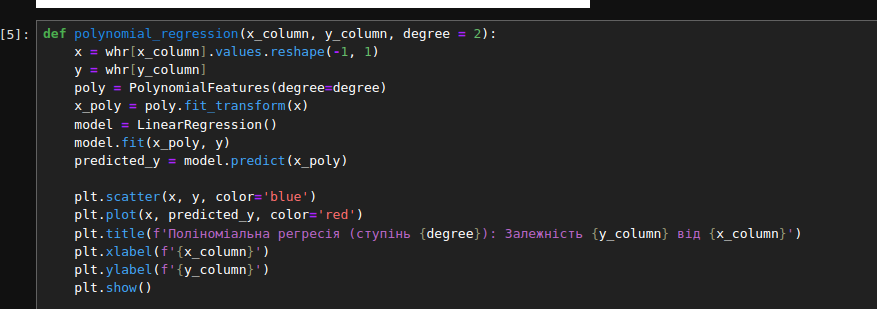 [5]: def polynomial_regression(x_column, y_column, degree = 2):
x = whr[x_column].values.reshape(-1, 1)
y = whr[y_column]
poly = PolynomialFeatures(degree=degree)
x_poly = poly.fit_transform(x)
model = LinearRegression()
model.fit(x_poly, y)
predicted_y = model.predict(x_poly)
plt.scatter(x, y, color='blue')
plt.plot(x, predicted_y, color='red')
plt.title(f'Поліноміальна регресія (ступінь {degree}): Залежність {y_column} від {x_column}')
plt.xlabel(f'{x_column}')
plt.ylabel(f'{y_column}')
plt.show()